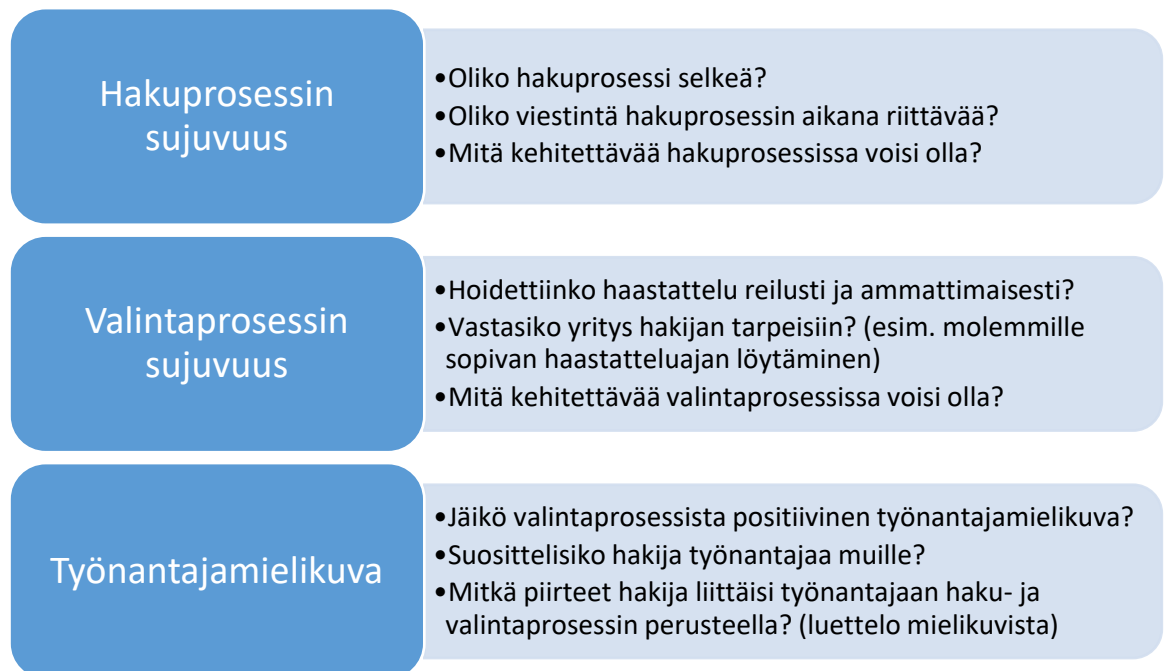 Hakuprosessin
sujuvuus
•Oliko hakuprosessi selkeä?
•Oliko viestintä hakuprosessin aikana riittävää?
•Mitä kehitettävää hakuprosessissa voisi olla?
Valintaprosessin
sujuvuus
•Hoidettiinko haastattelu reilusti ja ammattimaisesti?
•Vastasiko yritys hakijan tarpeisiin? (esim. molemmille
sopivan haastatteluajan löytäminen)
•Mitä kehitettävää valintaprosessissa voisi olla?
Työnantajamielikuva
•Jäikö valintaprosessista positiivinen työnantajamielikuva?
•Suosittelisiko hakija työnantajaa muille?
•Mitkä piirteet hakija liittäisi työnantajaan haku- ja
valintaprosessin perusteella? (luettelo mielikuvista)